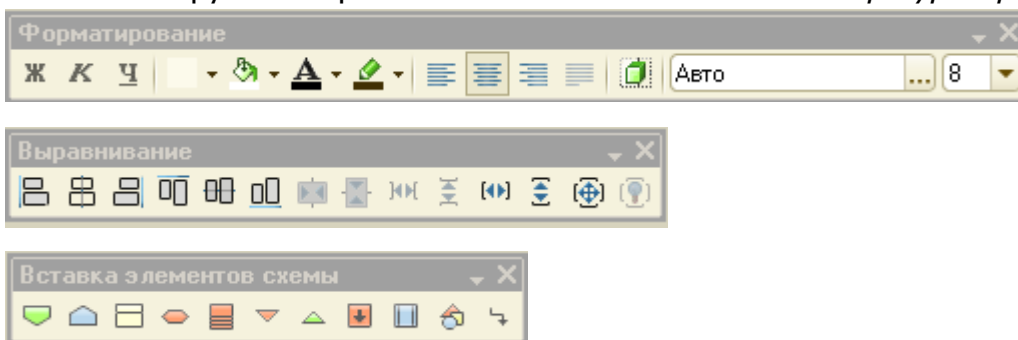 Форматирование
Ж К Ч А Авто ... 8
Выравнивание
Вставка элементов схемы